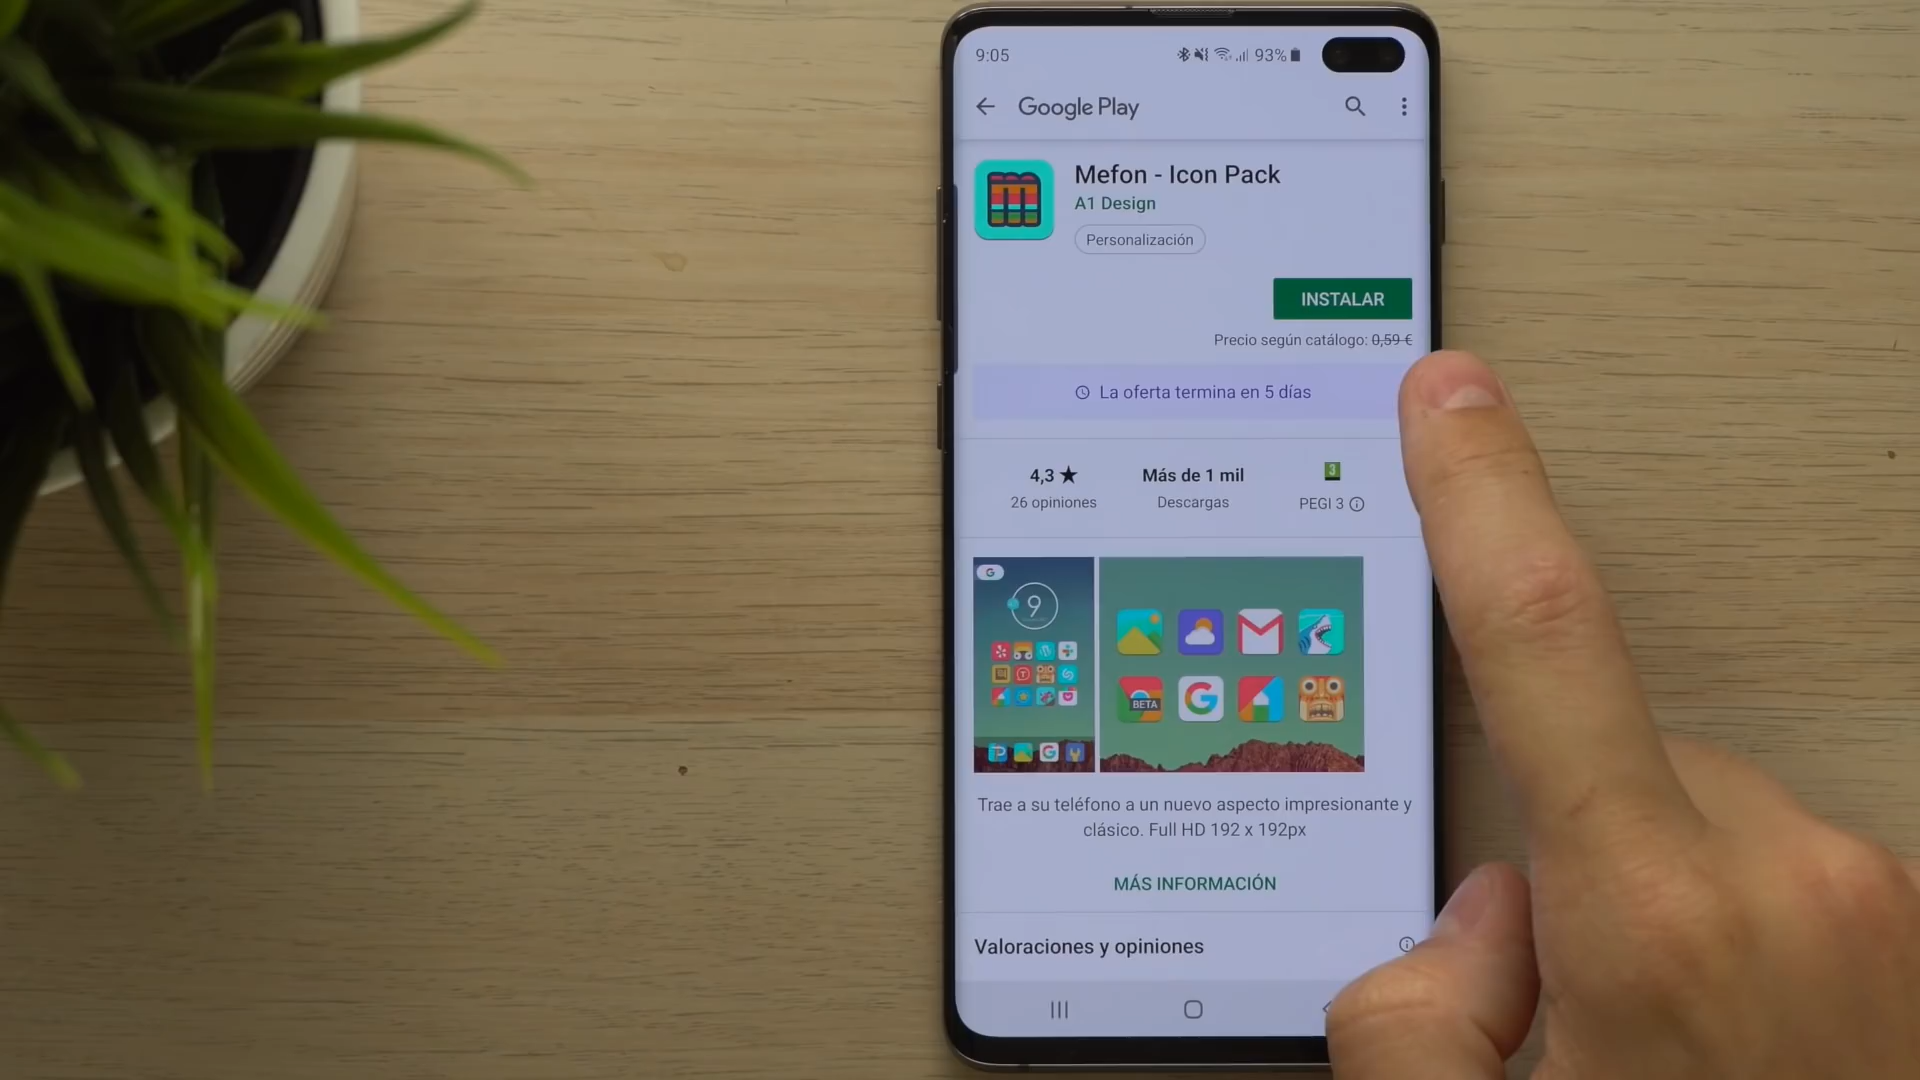 9:05
93%
Google Play
Mefon - Icon Pack
A1 Design
Personalización
INSTALAR
Precio según catálogo: 0,59 €
La oferta termina en 5 días
4,3 ★
26 opiniones
Más de 1 mil
Descargas
3
PEGI 3
G
9
BETA
G
Trae a su teléfono a un nuevo aspecto impresionante y
clásico. Full HD 192 x 192px
MÁS INFORMACIÓN
Valoraciones y opiniones